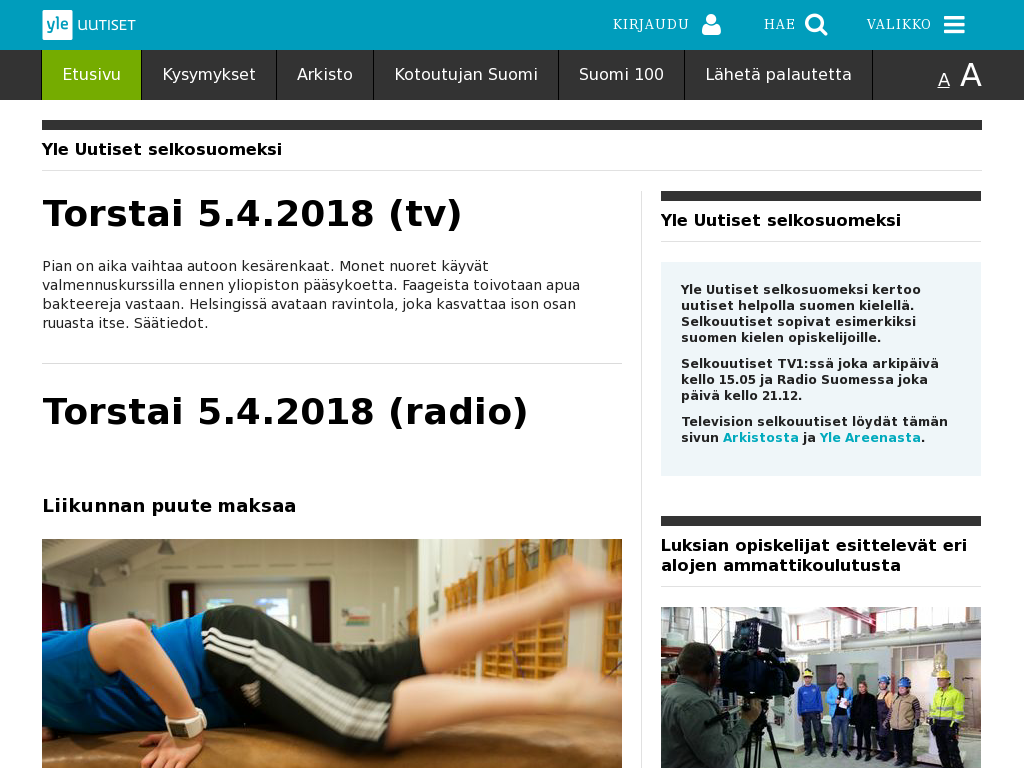 yle UUTISET
KIRJAUDU
HAE
VALIKKO
Etusivu
Kysymykset
Arkisto
Kotoutujan Suomi
Suomi 100
Lähetä palautetta
A A
Yle Uutiset selkosuomeksi
Torstai 5.4.2018 (tv)
Pian on aika vaihtaa autoon kesärenkaat. Monet nuoret käyvät
valmennuskurssilla ennen yliopiston pääsykoetta. Faageista toivotaan apua
bakteereja vastaan. Helsingissä avataan ravintola, joka kasvattaa ison osan
ruuasta itse. Säätiedot.
Torstai 5.4.2018 (radio)
Liikunnan puute maksaa
Yle Uutiset selkosuomeksi
Yle Uutiset selkosuomeksi kertoo
uutiset helpolla suomen kielellä.
Selkouutiset sopivat esimerkiksi
suomen kielen opiskelijoille.
Selkouutiset TV1:ssä joka arkipäivä
kello 15.05 ja Radio Suomessa joka
päivä kello 21.12.
Television selkouutiset löydät tämän
sivun Arkistosta ja Yle Areenasta.
Luksian opiskelijat esittelevät eri
alojen ammattikoulutusta